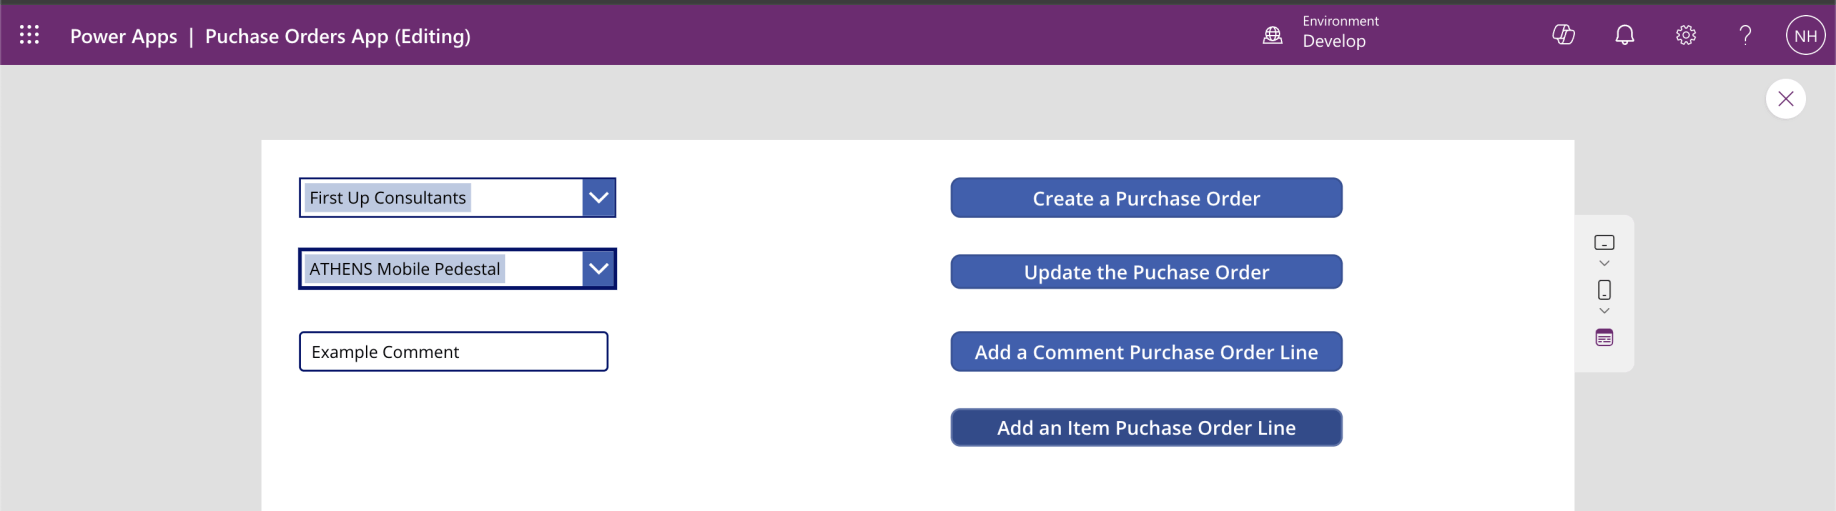 Power Apps | Puchase Orders App (Editing)
Environment
Develop
NH
First Up Consultants
Create a Purchase Order
ATHENS Mobile Pedestal
Update the Puchase Order
Example Comment
Add a Comment Purchase Order Line
Add an Item Puchase Order Line